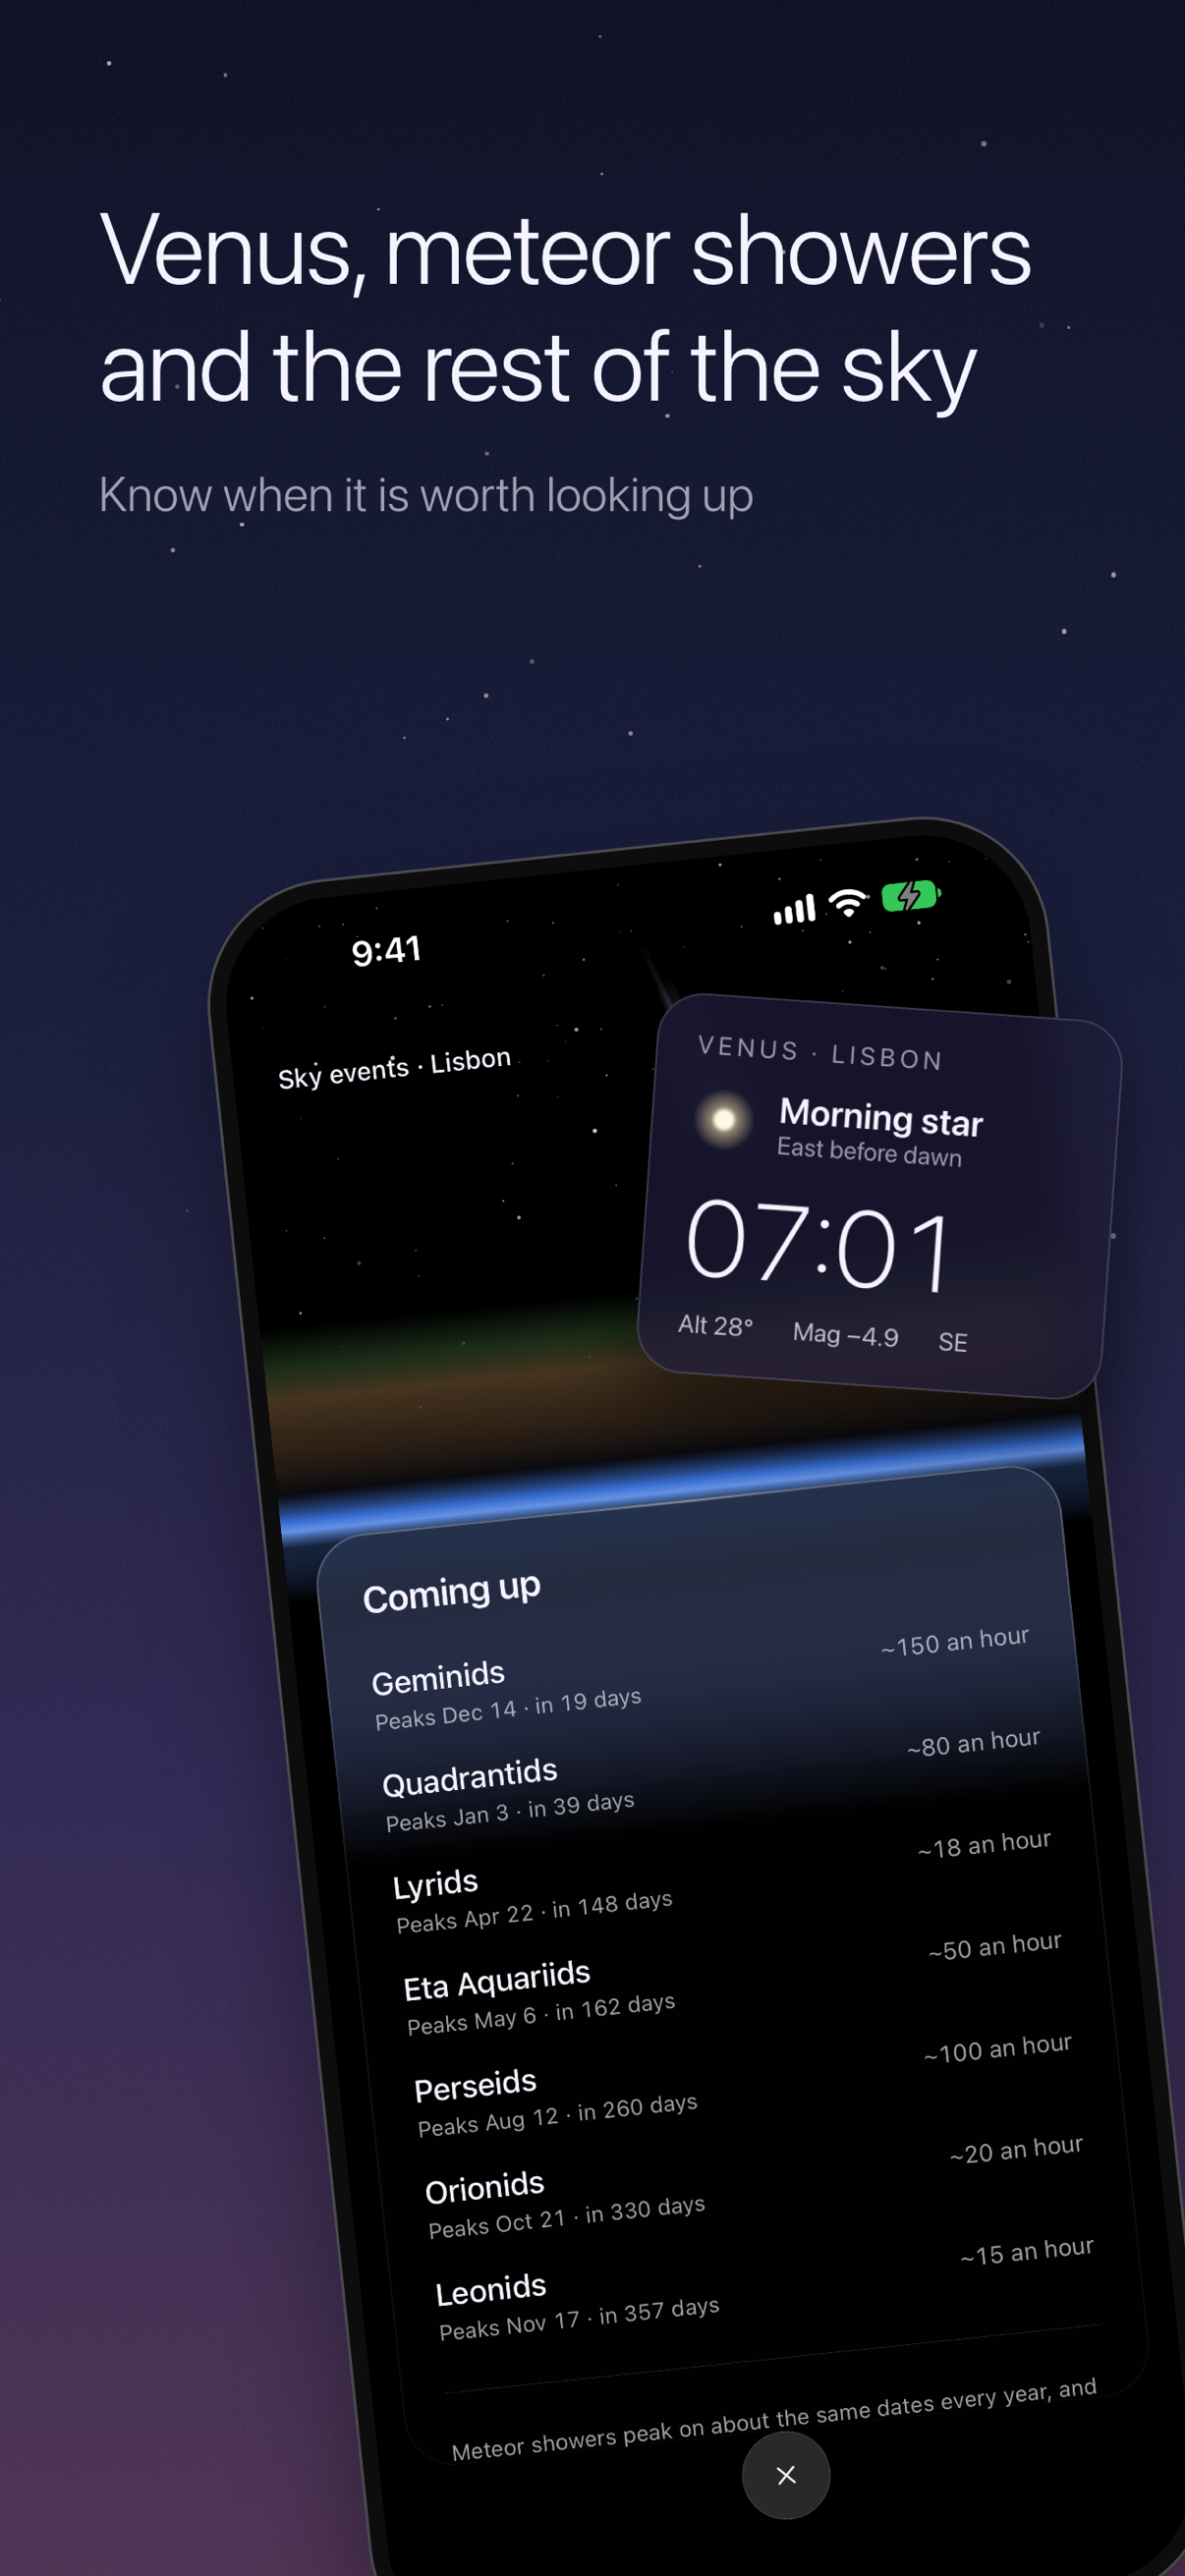 Venus, meteor showers
and the rest of the sky
Know when it is worth looking up
9:41
Sky events · Lisbon
VENUS · LISBON
Morning star
East before dawn
07:01
Alt 28° Mag −4.9 SE
Coming up
Geminids ~150 an hour
Peaks Dec 14 · in 19 days
Quadrantids ~80 an hour
Peaks Jan 3 · in 39 days
Lyrids ~18 an hour
Peaks Apr 22 · in 148 days
Eta Aquariids ~50 an hour
Peaks May 6 · in 162 days
Perseids ~100 an hour
Peaks Aug 12 · in 260 days
Orionids ~20 an hour
Peaks Oct 21 · in 330 days
Leonids ~15 an hour
Peaks Nov 17 · in 357 days
Meteor showers peak on about the same dates every year, and